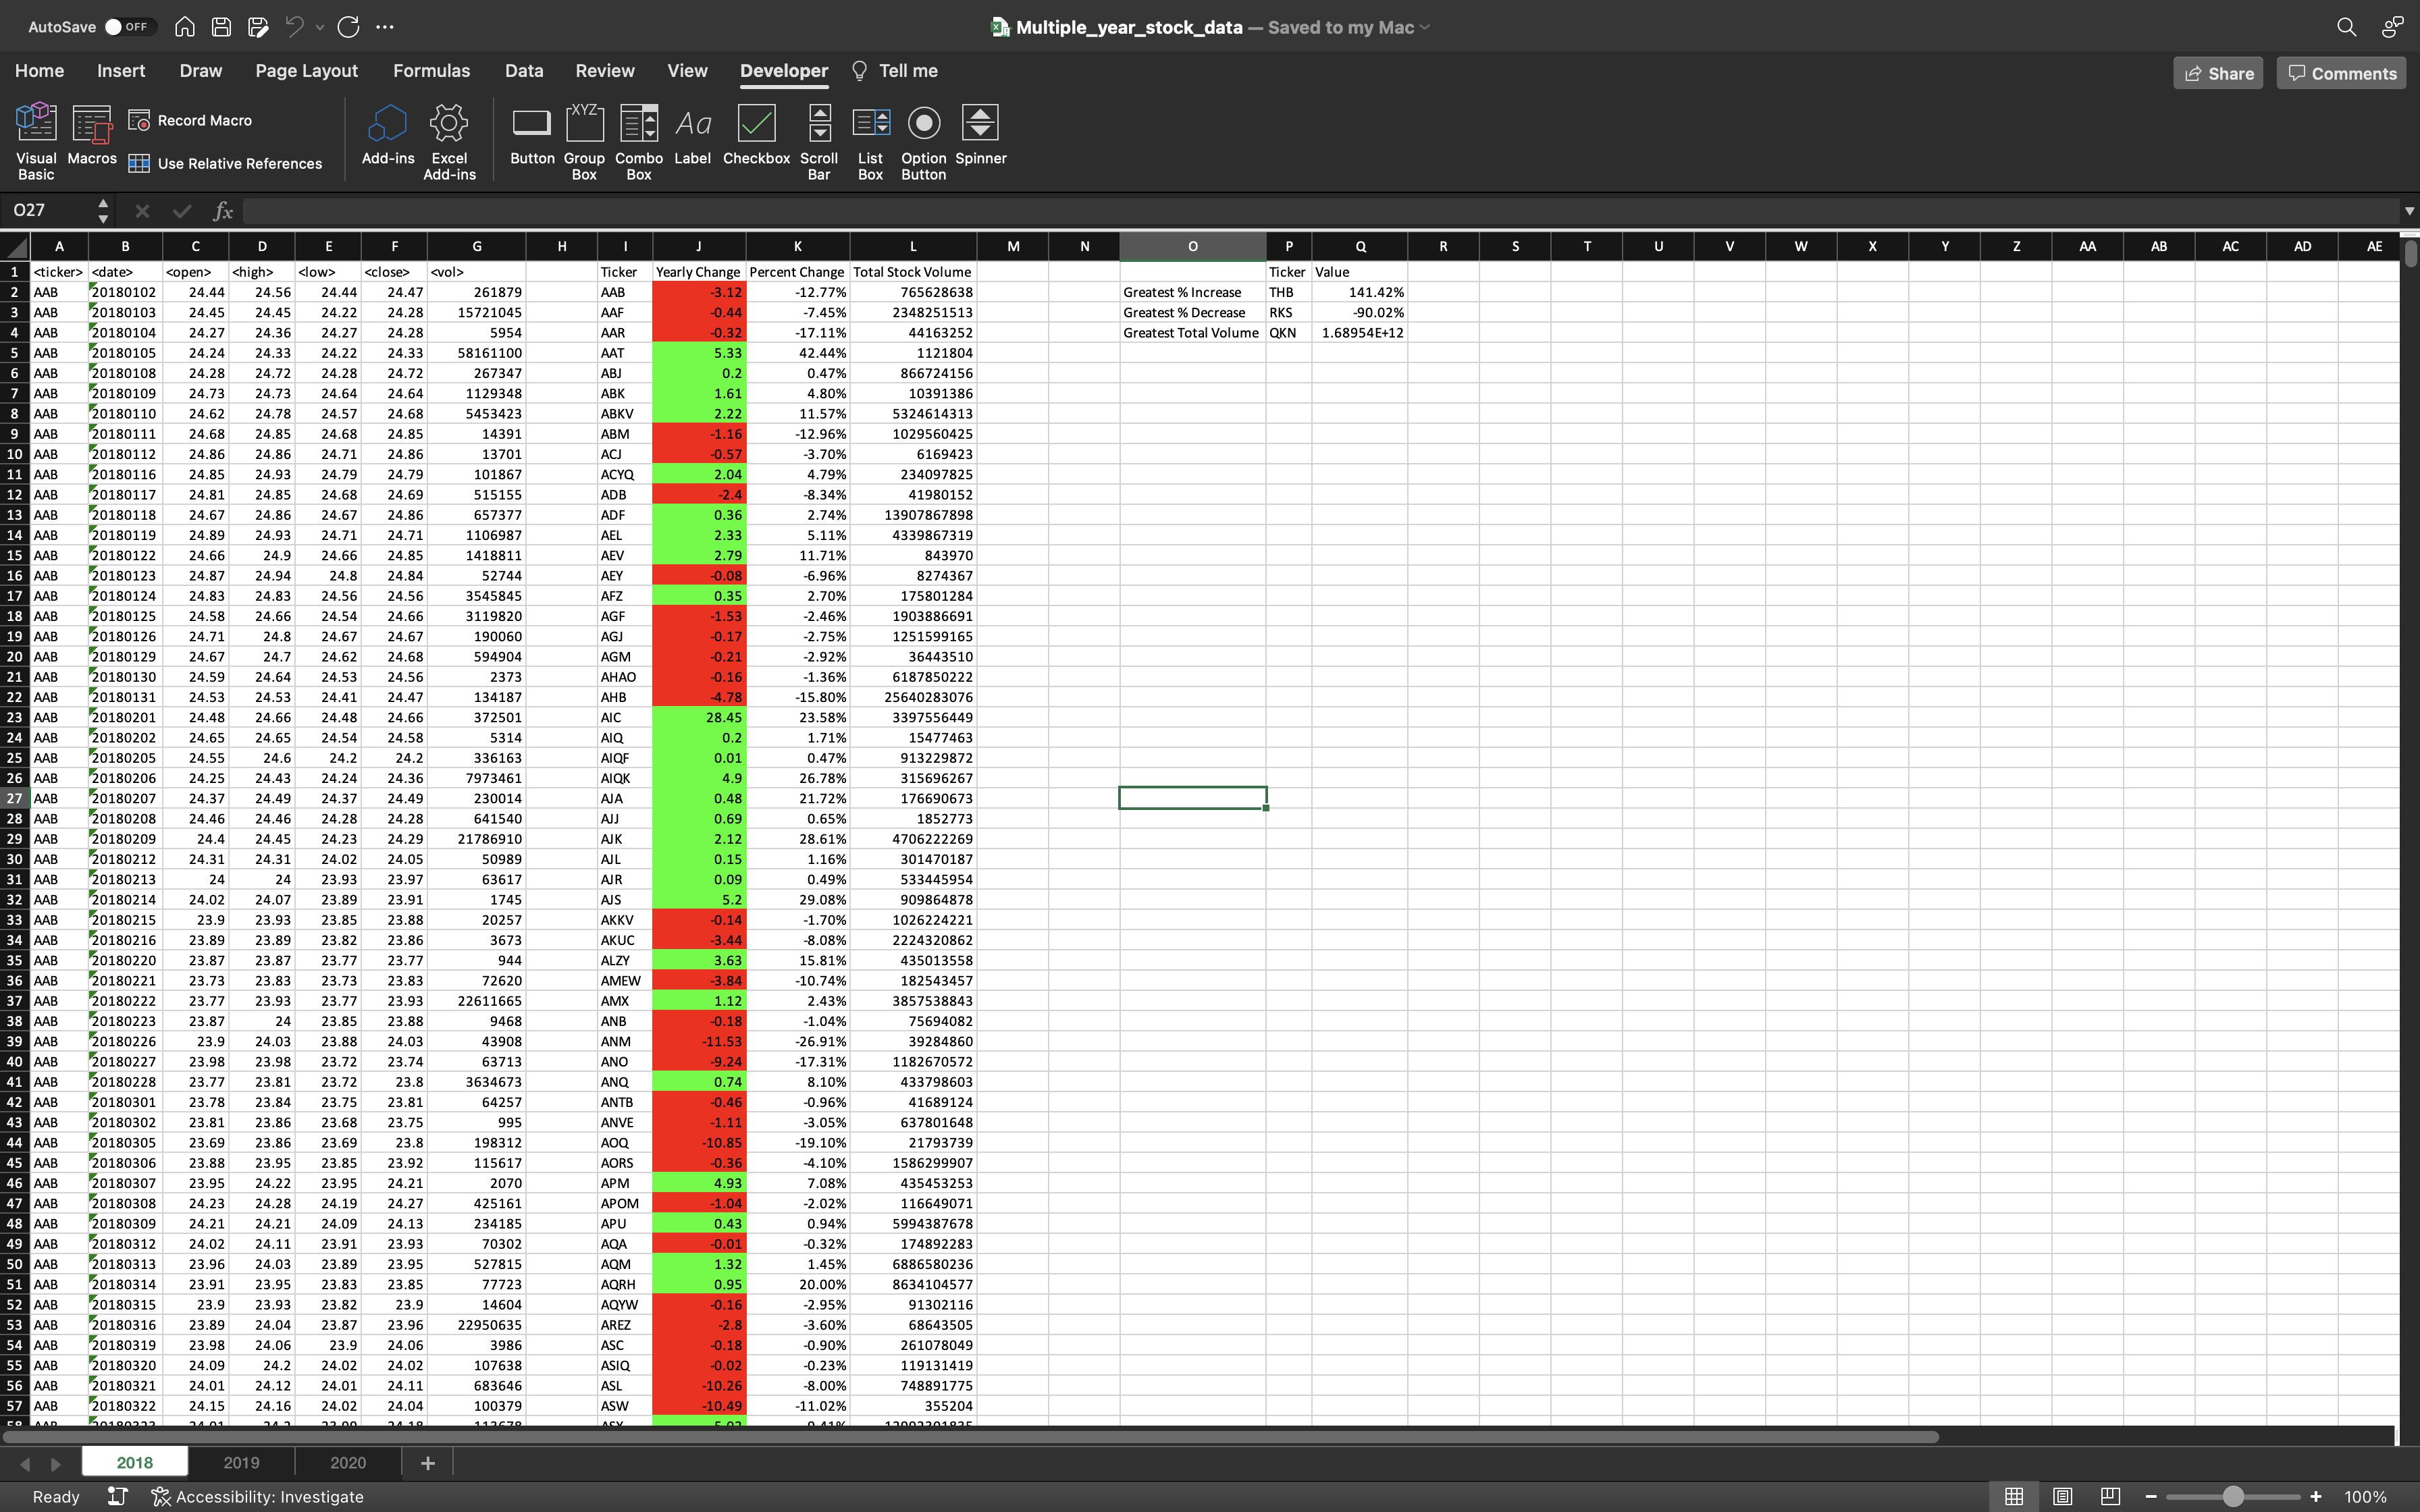 AutoSave OFF Multiple_year_stock_data — Saved to my Mac
Home Insert Draw Page Layout Formulas Data Review View Developer Tell me Share Comments
Visual Basic Macros Record Macro Use Relative References Add-ins Excel Add-ins Button XYZ Group Box Combo Box Aa Label Checkbox Scroll Bar List Box Option Button Spinner
O27 fx
A B C D E F G H I J K L M N O P Q R S T U V W X Y Z AA AB AC AD AE
1 <ticker> <date> <open> <high> <low> <close> <vol> Ticker Yearly Change Percent Change Total Stock Volume Ticker Value
2 AAB 20180102 24.44 24.56 24.44 24.47 261879 AAB -3.12 -12.77% 765628638 Greatest % Increase THB 141.42%
3 AAB 20180103 24.45 24.45 24.22 24.28 15721045 AAF -0.44 -7.45% 2348251513 Greatest % Decrease RKS -90.02%
4 AAB 20180104 24.27 24.36 24.27 24.28 5954 AAR -0.32 -17.11% 44163252 Greatest Total Volume QKN 1.68954E+12
5 AAB 20180105 24.24 24.33 24.22 24.33 58161100 AAT 5.33 42.44% 1121804
6 AAB 20180108 24.28 24.72 24.28 24.72 267347 ABJ 0.2 0.47% 866724156
7 AAB 20180109 24.73 24.73 24.64 24.64 1129348 ABK 1.61 4.80% 10391386
8 AAB 20180110 24.62 24.78 24.57 24.68 5453423 ABKV 2.22 11.57% 5324614313
9 AAB 20180111 24.68 24.85 24.68 24.85 14391 ABM -1.16 -12.96% 1029560425
10 AAB 20180112 24.86 24.86 24.71 24.86 13701 ACJ -0.57 -3.70% 6169423
11 AAB 20180116 24.85 24.93 24.79 24.79 101867 ACYQ 2.04 4.79% 234097825
12 AAB 20180117 24.81 24.85 24.68 24.69 515155 ADB -2.4 -8.34% 41980152
13 AAB 20180118 24.67 24.86 24.67 24.86 657377 ADF 0.36 2.74% 13907867898
14 AAB 20180119 24.89 24.93 24.71 24.71 1106987 AEL 2.33 5.11% 4339867319
15 AAB 20180122 24.66 24.9 24.66 24.85 1418811 AEV 2.79 11.71% 843970
16 AAB 20180123 24.87 24.94 24.8 24.84 52744 AEY -0.08 -6.96% 8274367
17 AAB 20180124 24.83 24.83 24.56 24.56 3545845 AFZ 0.35 2.70% 175801284
18 AAB 20180125 24.58 24.66 24.54 24.66 3119820 AGF -1.53 -2.46% 1903886691
19 AAB 20180126 24.71 24.8 24.67 24.67 190060 AGJ -0.17 -2.75% 1251599165
20 AAB 20180129 24.67 24.7 24.62 24.68 594904 AGM -0.21 -2.92% 36443510
21 AAB 20180130 24.59 24.64 24.53 24.56 2373 AHAO -0.16 -1.36% 6187850222
22 AAB 20180131 24.53 24.53 24.41 24.47 134187 AHB -4.78 -15.80% 25640283076
23 AAB 20180201 24.48 24.66 24.48 24.66 372501 AIC 28.45 23.58% 3397556449
24 AAB 20180202 24.65 24.65 24.54 24.58 5314 AIQ 0.2 1.71% 15477463
25 AAB 20180205 24.55 24.6 24.2 24.2 336163 AIQF 0.01 0.47% 913229872
26 AAB 20180206 24.25 24.43 24.24 24.36 7973461 AIQK 4.9 26.78% 315696267
27 AAB 20180207 24.37 24.49 24.37 24.49 230014 AJA 0.48 21.72% 176690673
28 AAB 20180208 24.46 24.46 24.28 24.28 641540 AJJ 0.69 0.65% 1852773
29 AAB 20180209 24.4 24.45 24.23 24.29 21786910 AJK 2.12 28.61% 4706222269
30 AAB 20180212 24.31 24.31 24.02 24.05 50989 AJL 0.15 1.16% 301470187
31 AAB 20180213 24 24 23.93 23.97 63617 AJR 0.09 0.49% 533445954
32 AAB 20180214 24.02 24.07 23.89 23.91 1745 AJS 5.2 29.08% 909864878
33 AAB 20180215 23.9 23.93 23.85 23.88 20257 AKKV -0.14 -1.70% 1026224221
34 AAB 20180216 23.89 23.89 23.82 23.86 3673 AKUC -3.44 -8.08% 2224320862
35 AAB 20180220 23.87 23.87 23.77 23.77 944 ALZY 3.63 15.81% 435013558
36 AAB 20180221 23.73 23.83 23.73 23.83 72620 AMEW -3.84 -10.74% 182543457
37 AAB 20180222 23.77 23.93 23.77 23.93 22611665 AMX 1.12 2.43% 3857538843
38 AAB 20180223 23.87 24 23.85 23.88 9468 ANB -0.18 -1.04% 75694082
39 AAB 20180226 23.9 24.03 23.88 24.03 43908 ANM -11.53 -26.91% 39284860
40 AAB 20180227 23.98 23.98 23.72 23.74 63713 ANO -9.24 -17.31% 1182670572
41 AAB 20180228 23.77 23.81 23.72 23.8 3634673 ANQ 0.74 8.10% 433798603
42 AAB 20180301 23.78 23.84 23.75 23.81 64257 ANTB -0.46 -0.96% 41689124
43 AAB 20180302 23.81 23.86 23.68 23.75 995 ANVE -1.11 -3.05% 637801648
44 AAB 20180305 23.69 23.86 23.69 23.8 198312 AOQ -10.85 -19.10% 21793739
45 AAB 20180306 23.88 23.95 23.85 23.92 115617 AORS -0.36 -4.10% 1586299907
46 AAB 20180307 23.95 24.22 23.95 24.21 2070 APM 4.93 7.08% 435453253
47 AAB 20180308 24.23 24.28 24.19 24.27 425161 APOM -1.04 -2.02% 116649071
48 AAB 20180309 24.21 24.21 24.09 24.13 234185 APU 0.43 0.94% 5994387678
49 AAB 20180312 24.02 24.11 23.91 23.93 70302 AQA -0.01 -0.32% 174892283
50 AAB 20180313 23.96 24.03 23.89 23.95 527815 AQM 1.32 1.45% 6886580236
51 AAB 20180314 23.91 23.95 23.83 23.85 77723 AQRH 0.95 20.00% 8634104577
52 AAB 20180315 23.9 23.93 23.82 23.9 14604 AQYW -0.16 -2.95% 91302116
53 AAB 20180316 23.89 24.04 23.87 23.96 22950635 AREZ -2.8 -3.60% 68643505
54 AAB 20180319 23.98 24.06 23.9 24.06 3986 ASC -0.18 -0.90% 261078049
55 AAB 20180320 24.09 24.2 24.02 24.02 107638 ASIQ -0.02 -0.23% 119131419
56 AAB 20180321 24.01 24.12 24.01 24.11 683646 ASL -10.26 -8.00% 748891775
57 AAB 20180322 24.15 24.16 24.02 24.04 100379 ASW -10.49 -11.02% 355204
2018 2019 2020 +
Ready Accessibility: Investigate 100%